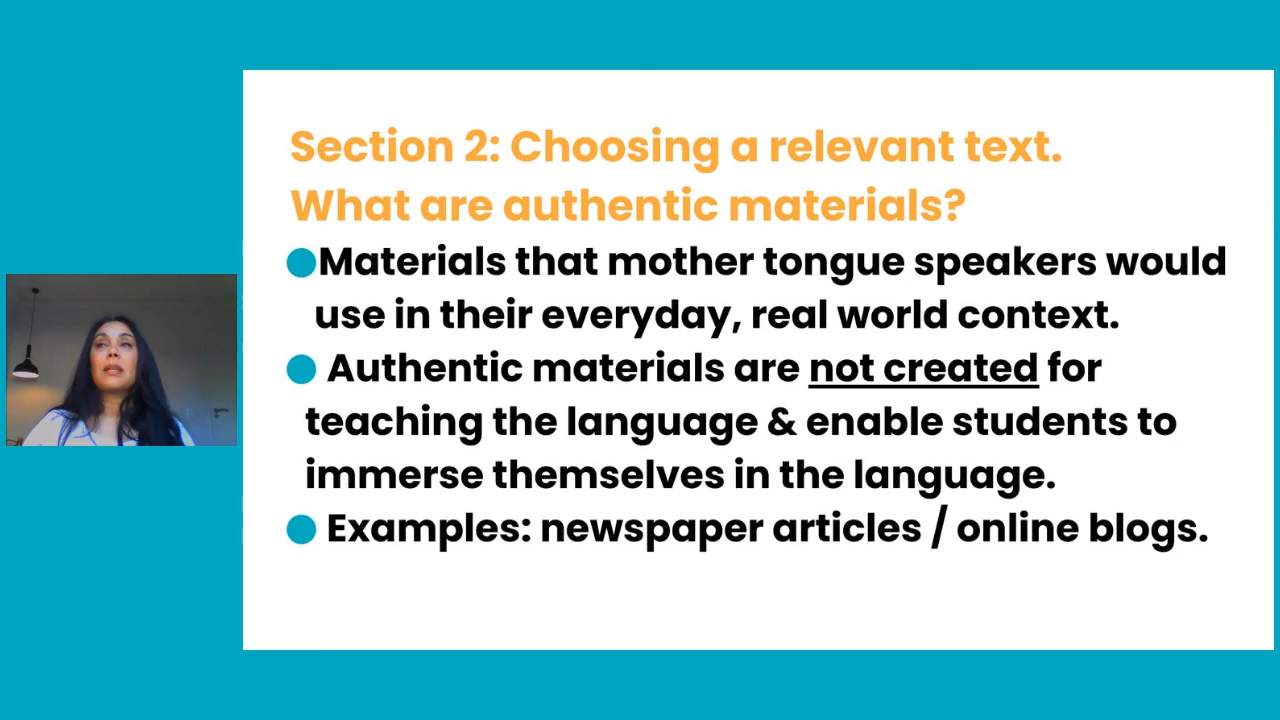 Section 2: Choosing a relevant text.
What are authentic materials?
●Materials that mother tongue speakers would
use in their everyday, real world context.
● Authentic materials are not created for
teaching the language & enable students to
immerse themselves in the language.
● Examples: newspaper articles / online blogs.